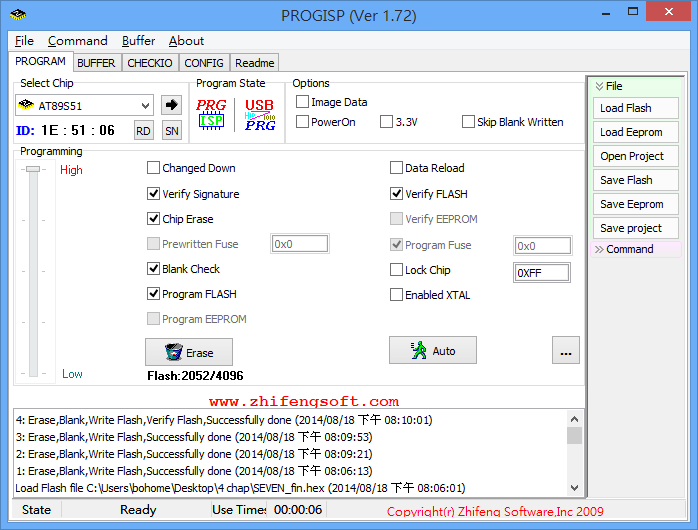 PROGISP (Ver 1.72)
File Command Buffer About
PROGRAM BUFFER CHECKIO CONFIG Readme
Select Chip
AT89S51
ID: 1E : 51 : 06 RD SN
Program State
PRG
ISP
USB
1010
PRG
Options
Image Data
PowerOn 3.3V Skip Blank Written
Programming
High
Low
Changed Down
Verify Signature
Chip Erase
Prewritten Fuse 0x0
Blank Check
Program FLASH
Program EEPROM
Data Reload
Verify FLASH
Verify EEPROM
Program Fuse 0x0
Lock Chip 0XFF
Enabled XTAL
Erase Auto ...
Flash:2052/4096
www.zhifengsoft.com
4: Erase,Blank,Write Flash,Verify Flash,Successfully done (2014/08/18 下午 08:10:01)
3: Erase,Blank,Write Flash,Successfully done (2014/08/18 下午 08:09:53)
2: Erase,Blank,Write Flash,Successfully done (2014/08/18 下午 08:09:21)
1: Erase,Blank,Write Flash,Successfully done (2014/08/18 下午 08:06:13)
Load Flash file C:\Users\bohome\Desktop\4 chap\SEVEN_fin.hex (2014/08/18 下午 08:06:01)
File
Load Flash
Load Eeprom
Open Project
Save Flash
Save Eeprom
Save project
Command
State Ready Use Times 00:00:06 Copyright(r) Zhifeng Software,Inc 2009